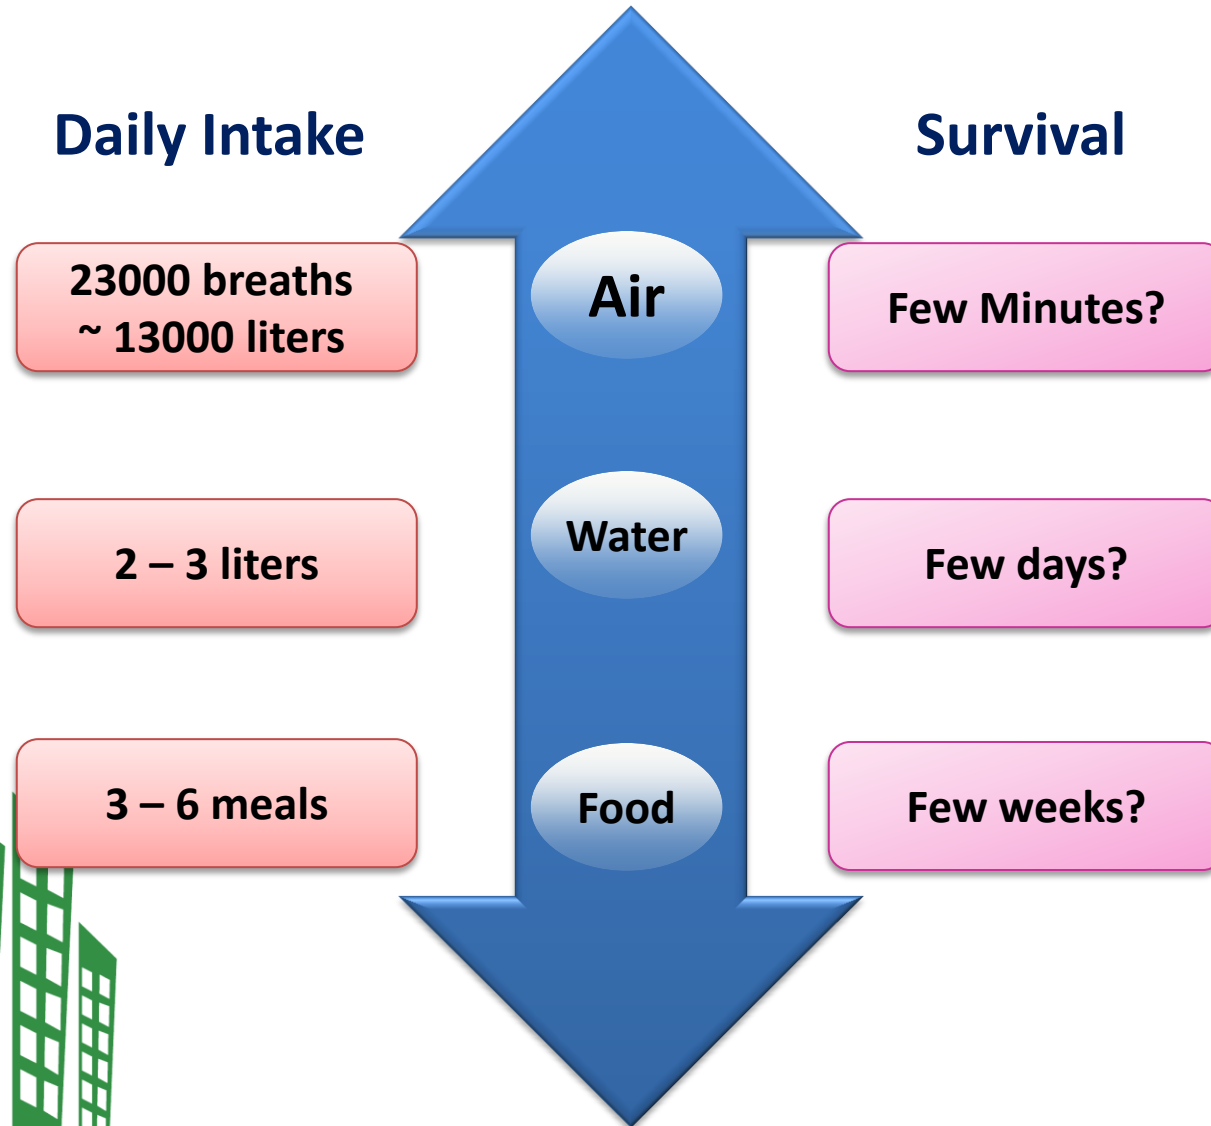 Daily Intake
Survival
23000 breaths
~ 13000 liters
Air
Few Minutes?
2 – 3 liters
Water
Few days?
3 – 6 meals
Food
Few weeks?